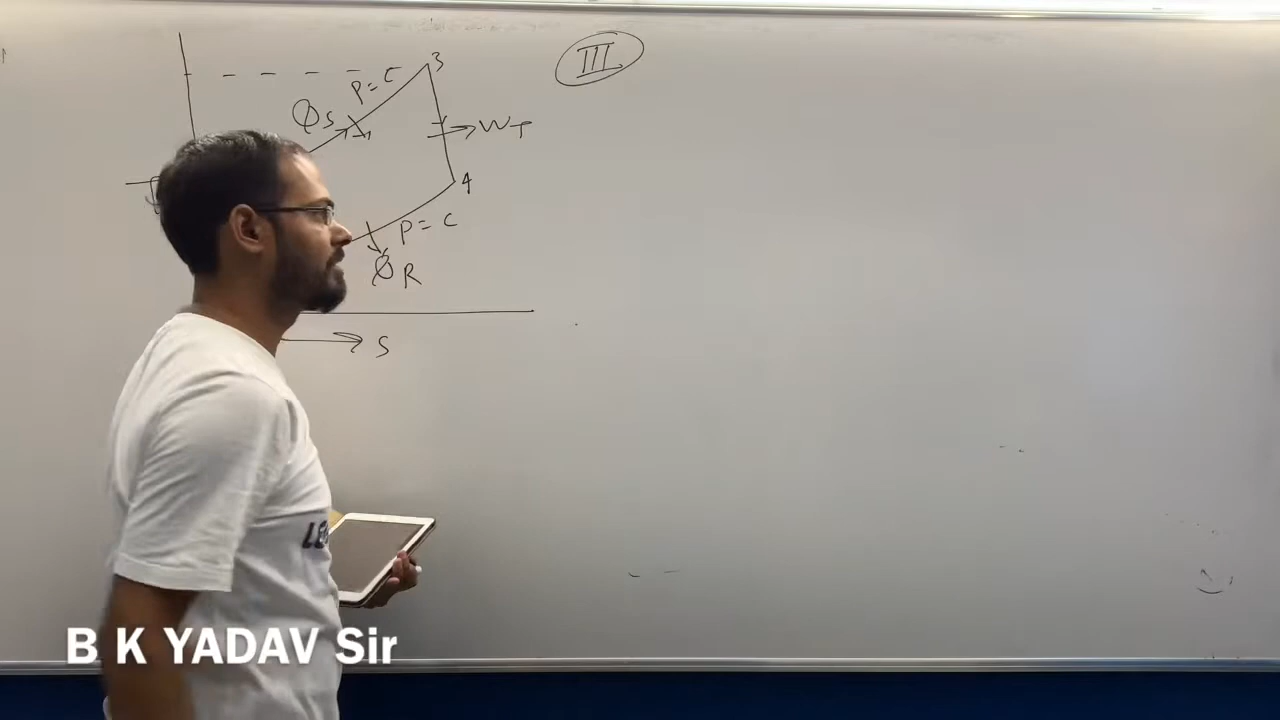 3
III
P = C
QS
WT
4
P = C
QR
S
B K YADAV Sir